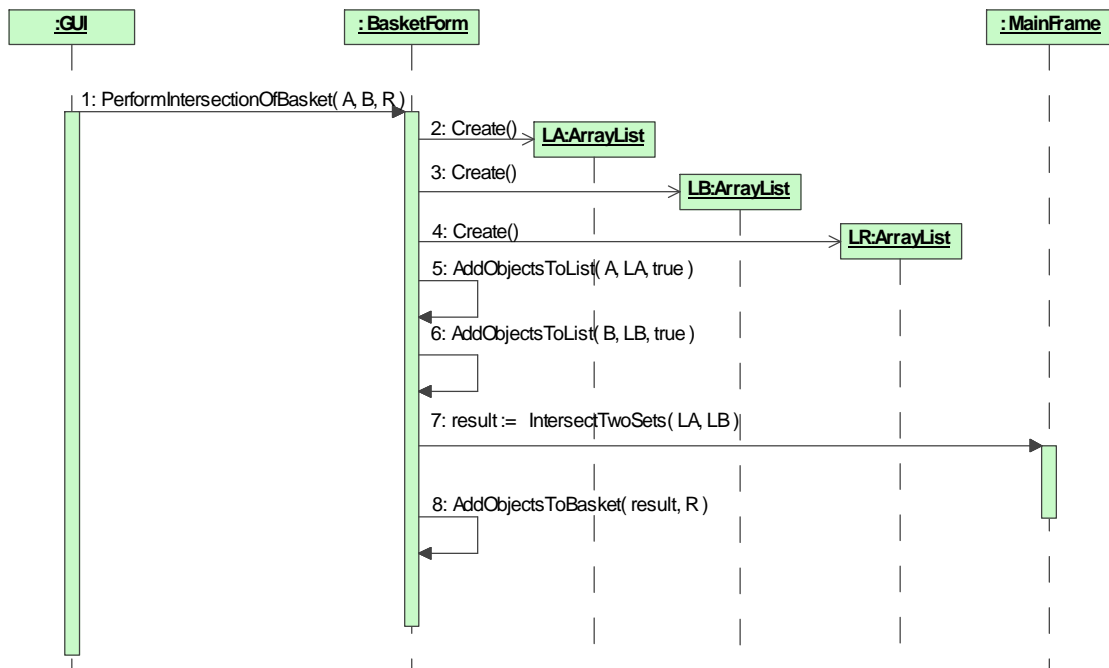 :GUI
: BasketForm
: MainFrame
1: PerformIntersectionOfBasket( A, B, R )
2: Create()
LA:ArrayList
3: Create()
LB:ArrayList
4: Create()
LR:ArrayList
5: AddObjectsToList( A, LA, true )
6: AddObjectsToList( B, LB, true )
7: result := IntersectTwoSets( LA, LB )
8: AddObjectsToBasket( result, R )